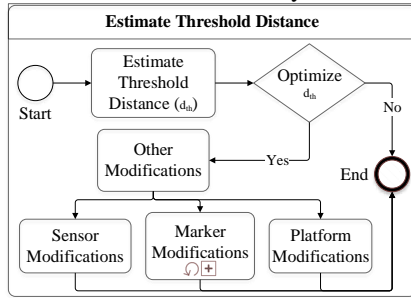 Estimate Threshold Distance
Estimate
Threshold
Distance (dth)
Optimize
dth
Start
No
Yes
Other
Modifications
End
Sensor
Modifications
Marker
Modifications
Platform
Modifications